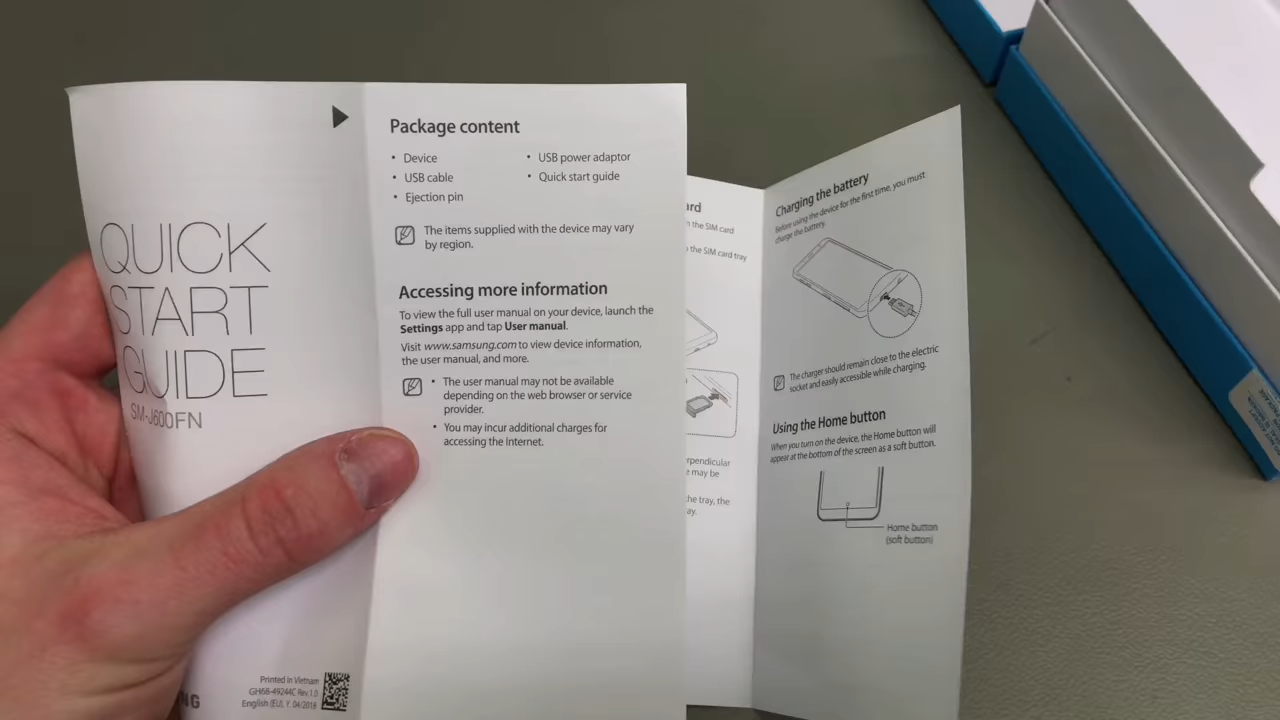 QUICK
START
GUIDE
SM-J600FN
Printed in Vietnam
GH68-49244C Rev.1.0
English (EU). Y. 04/2018
Package content
• Device
• USB cable
• Ejection pin
• USB power adaptor
• Quick start guide
The items supplied with the device may vary
by region.
Accessing more information
To view the full user manual on your device, launch the
Settings app and tap User manual.
Visit www.samsung.com to view device information,
the user manual, and more.
• The user manual may not be available
depending on the web browser or service
provider.
• You may incur additional charges for
accessing the Internet.
the SIM card
the SIM card tray
may be
the tray, the
Charging the battery
Before using the device for the first time, you must
charge the battery.
The charger should remain close to the electric
socket and easily accessible while charging.
Using the Home button
When you turn on the device, the Home button will
appear at the bottom of the screen as a soft button.
Home button
(soft button)